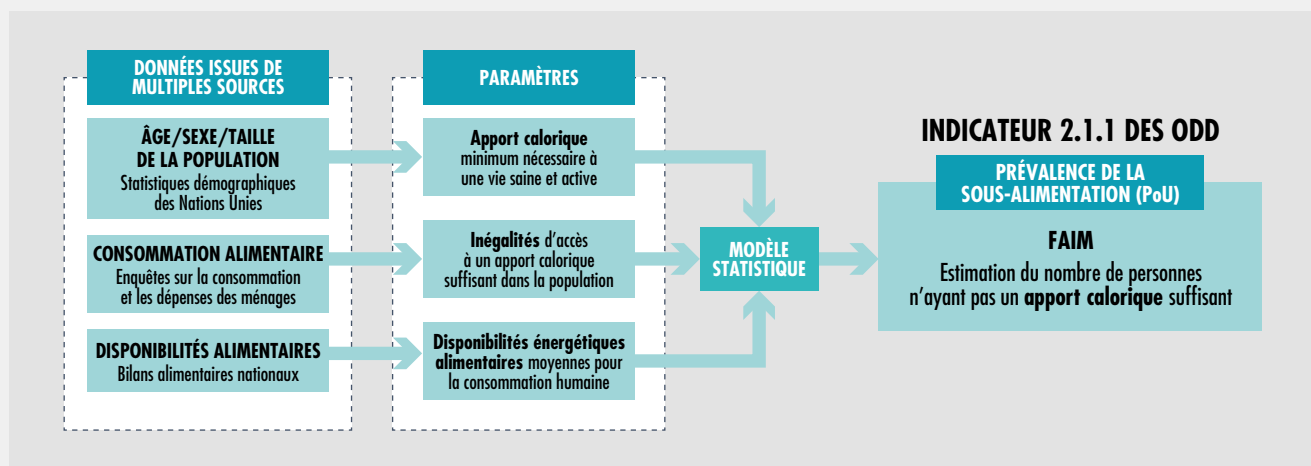 DONNÉES ISSUES DE
MULTIPLES SOURCES
ÂGE/SEXE/TAILLE
DE LA POPULATION
Statistiques démographiques
des Nations Unies
CONSOMMATION ALIMENTAIRE
Enquêtes sur la consommation
et les dépenses des ménages
DISPONIBILITÉS ALIMENTAIRES
Bilans alimentaires nationaux
PARAMÈTRES
Apport calorique
minimum nécessaire à
une vie saine et active
Inégalités d'accès
à un apport calorique
suffisant dans la population
Disponibilités énergétiques
alimentaires moyennes pour
la consommation humaine
MODÈLE
STATISTIQUE
INDICATEUR 2.1.1 DES ODD
PRÉVALENCE DE LA
SOUS-ALIMENTATION (PoU)
FAIM
Estimation du nombre de personnes
n'ayant pas un apport calorique suffisant